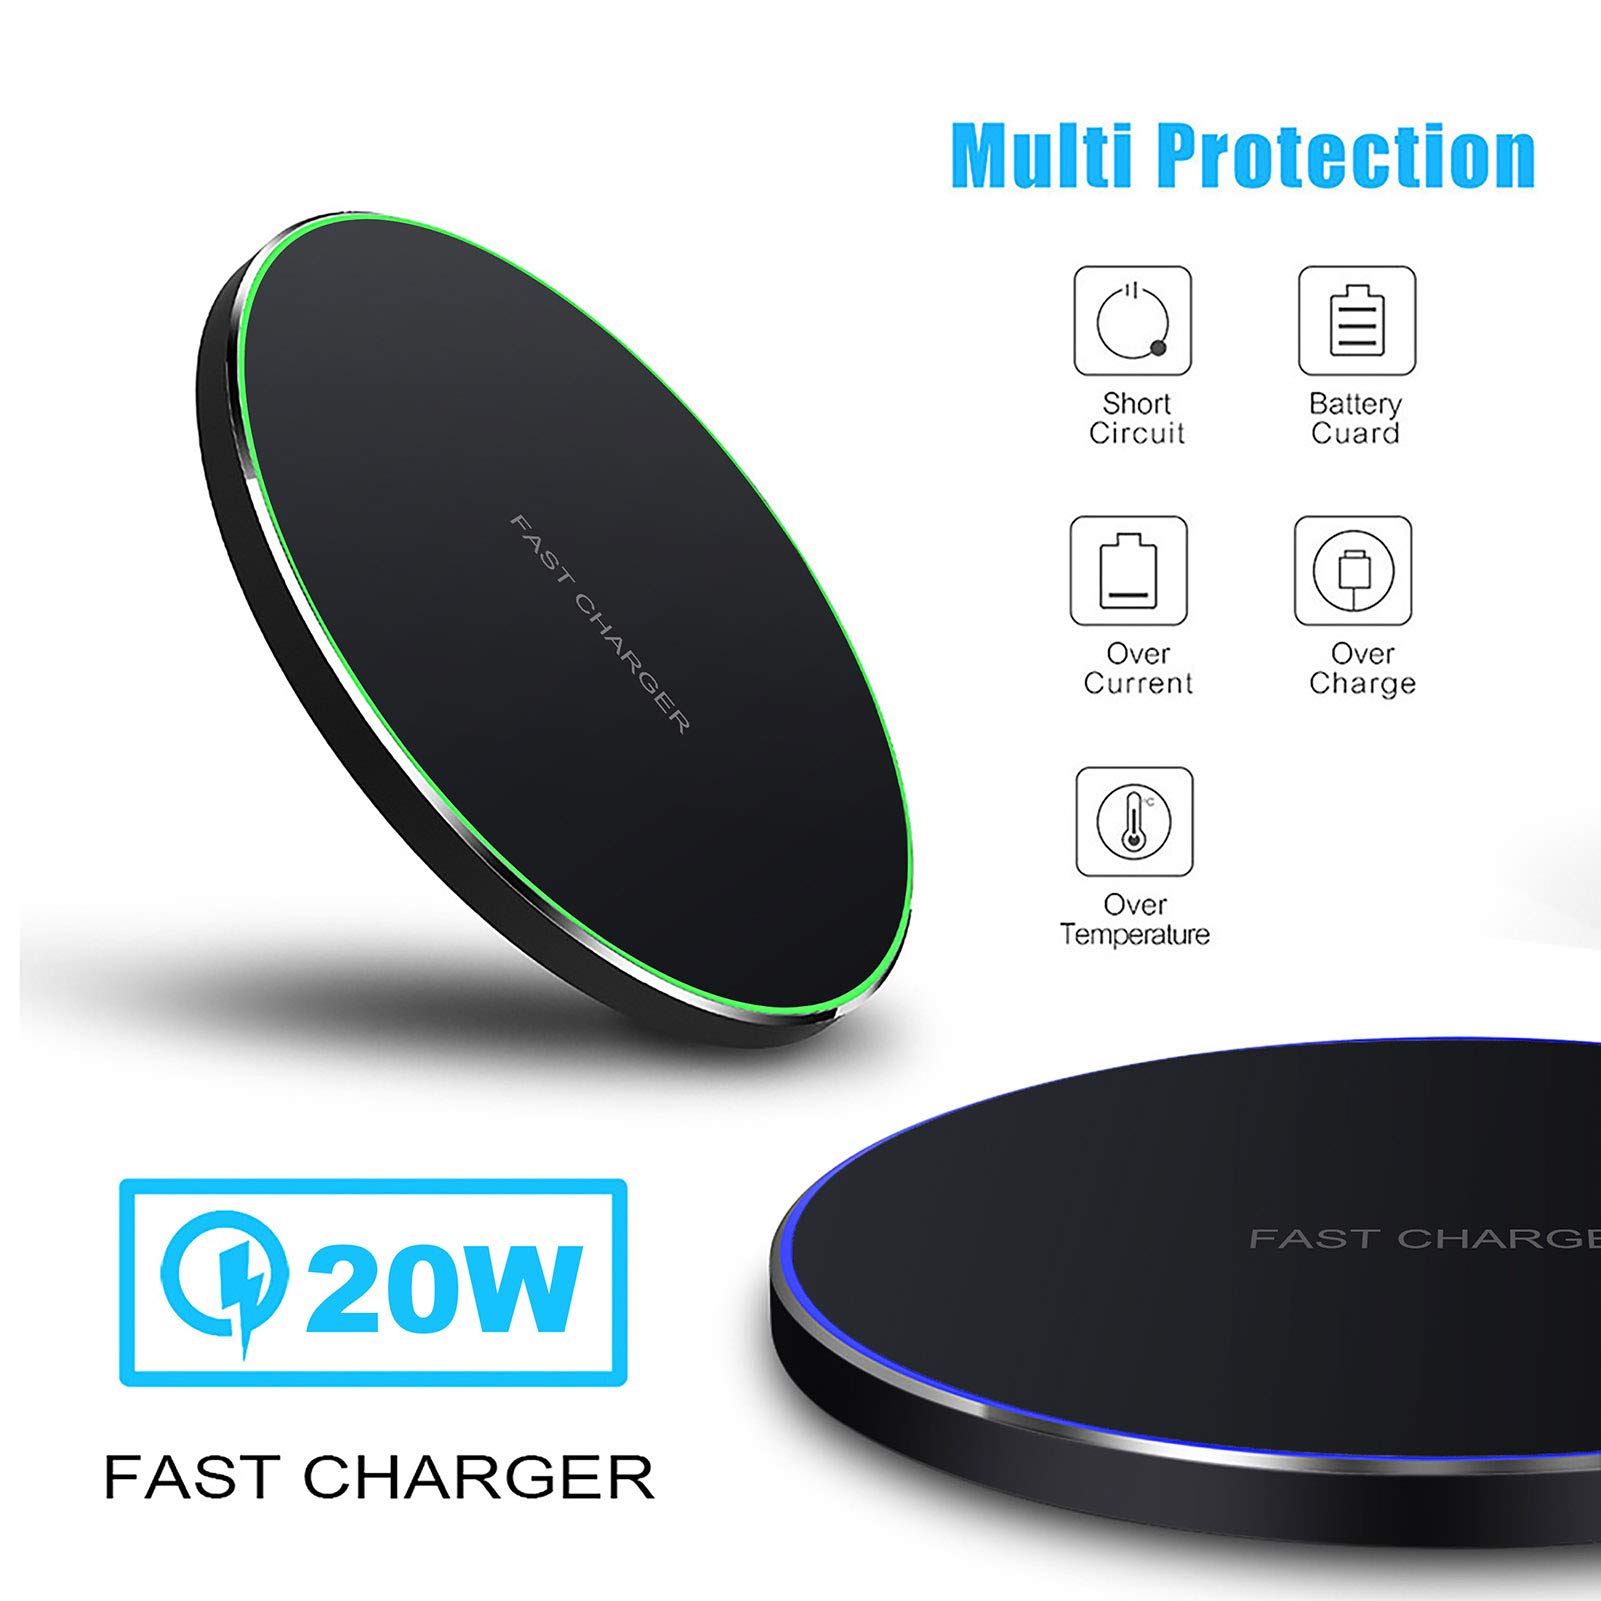 Multi Protection
Short
Circuit
Battery
Cuard
Over
Current
Over
Charge
Over
Temperature
°C
FAST CHARGER
FAST CHARGE
20W
FAST CHARGER